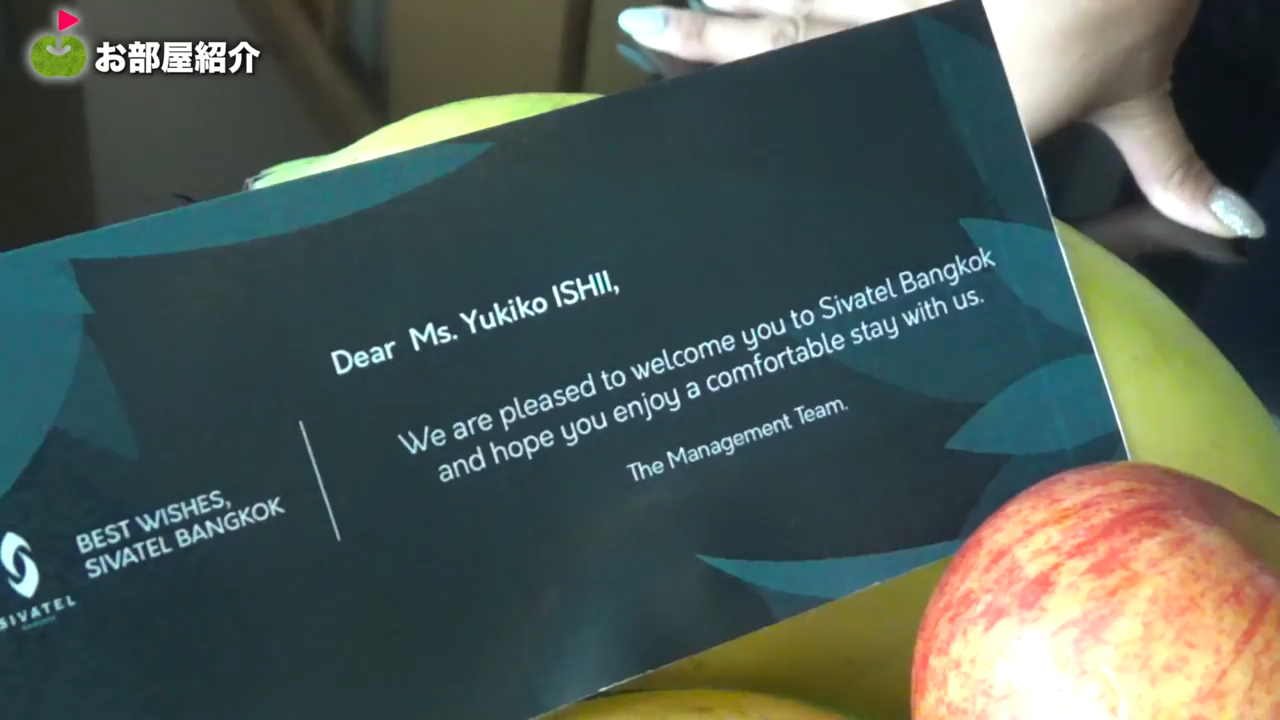 お部屋紹介
Dear Ms. Yukiko ISHII,
We are pleased to welcome you to Sivatel Bangkok
and hope you enjoy a comfortable stay with us.
The Management Team.
BEST WISHES,
SIVATEL BANGKOK
SIVATEL